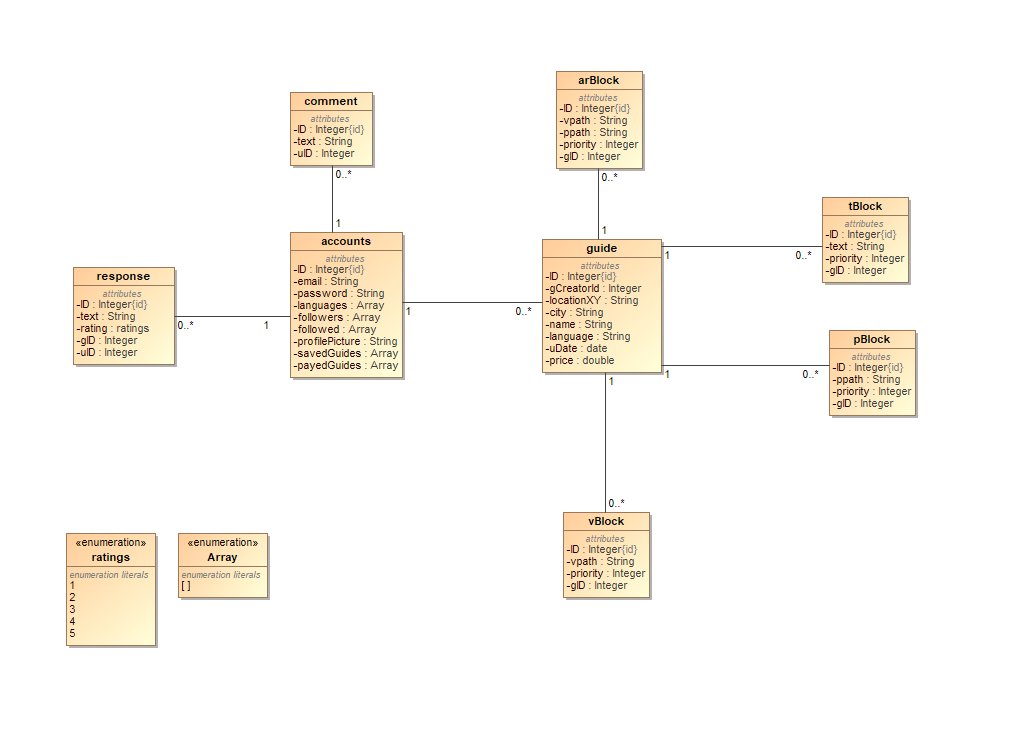 arBlock
attributes
-ID : Integer{id}
-vpath : String
-ppath : String
-priority : Integer
-gID : Integer
0..*
1
comment
attributes
-ID : Integer{id}
-text : String
-uID : Integer
0..*
1
tBlock
attributes
-ID : Integer{id}
-text : String
-priority : Integer
-gID : Integer
1
0..*
accounts
attributes
-ID : Integer{id}
-email : String
-password : String
-languages : Array
-followers : Array
-followed : Array
-profilePicture : String
-savedGuides : Array
-payedGuides : Array
guide
attributes
-ID : Integer{id}
-gCreatorId : Integer
-locationXY : String
-city : String
-name : String
-language : String
-uDate : date
-price : double
response
attributes
-ID : Integer{id}
-text : String
-rating : ratings
-gID : Integer
-uID : Integer
0..*
1
1
0..*
pBlock
attributes
-ID : Integer{id}
-ppath : String
-priority : Integer
-gID : Integer
1
0..*
1
0..*
vBlock
attributes
-ID : Integer{id}
-vpath : String
-priority : Integer
-gID : Integer
«enumeration»
ratings
enumeration literals
1
2
3
4
5
«enumeration»
Array
enumeration literals
[ ]